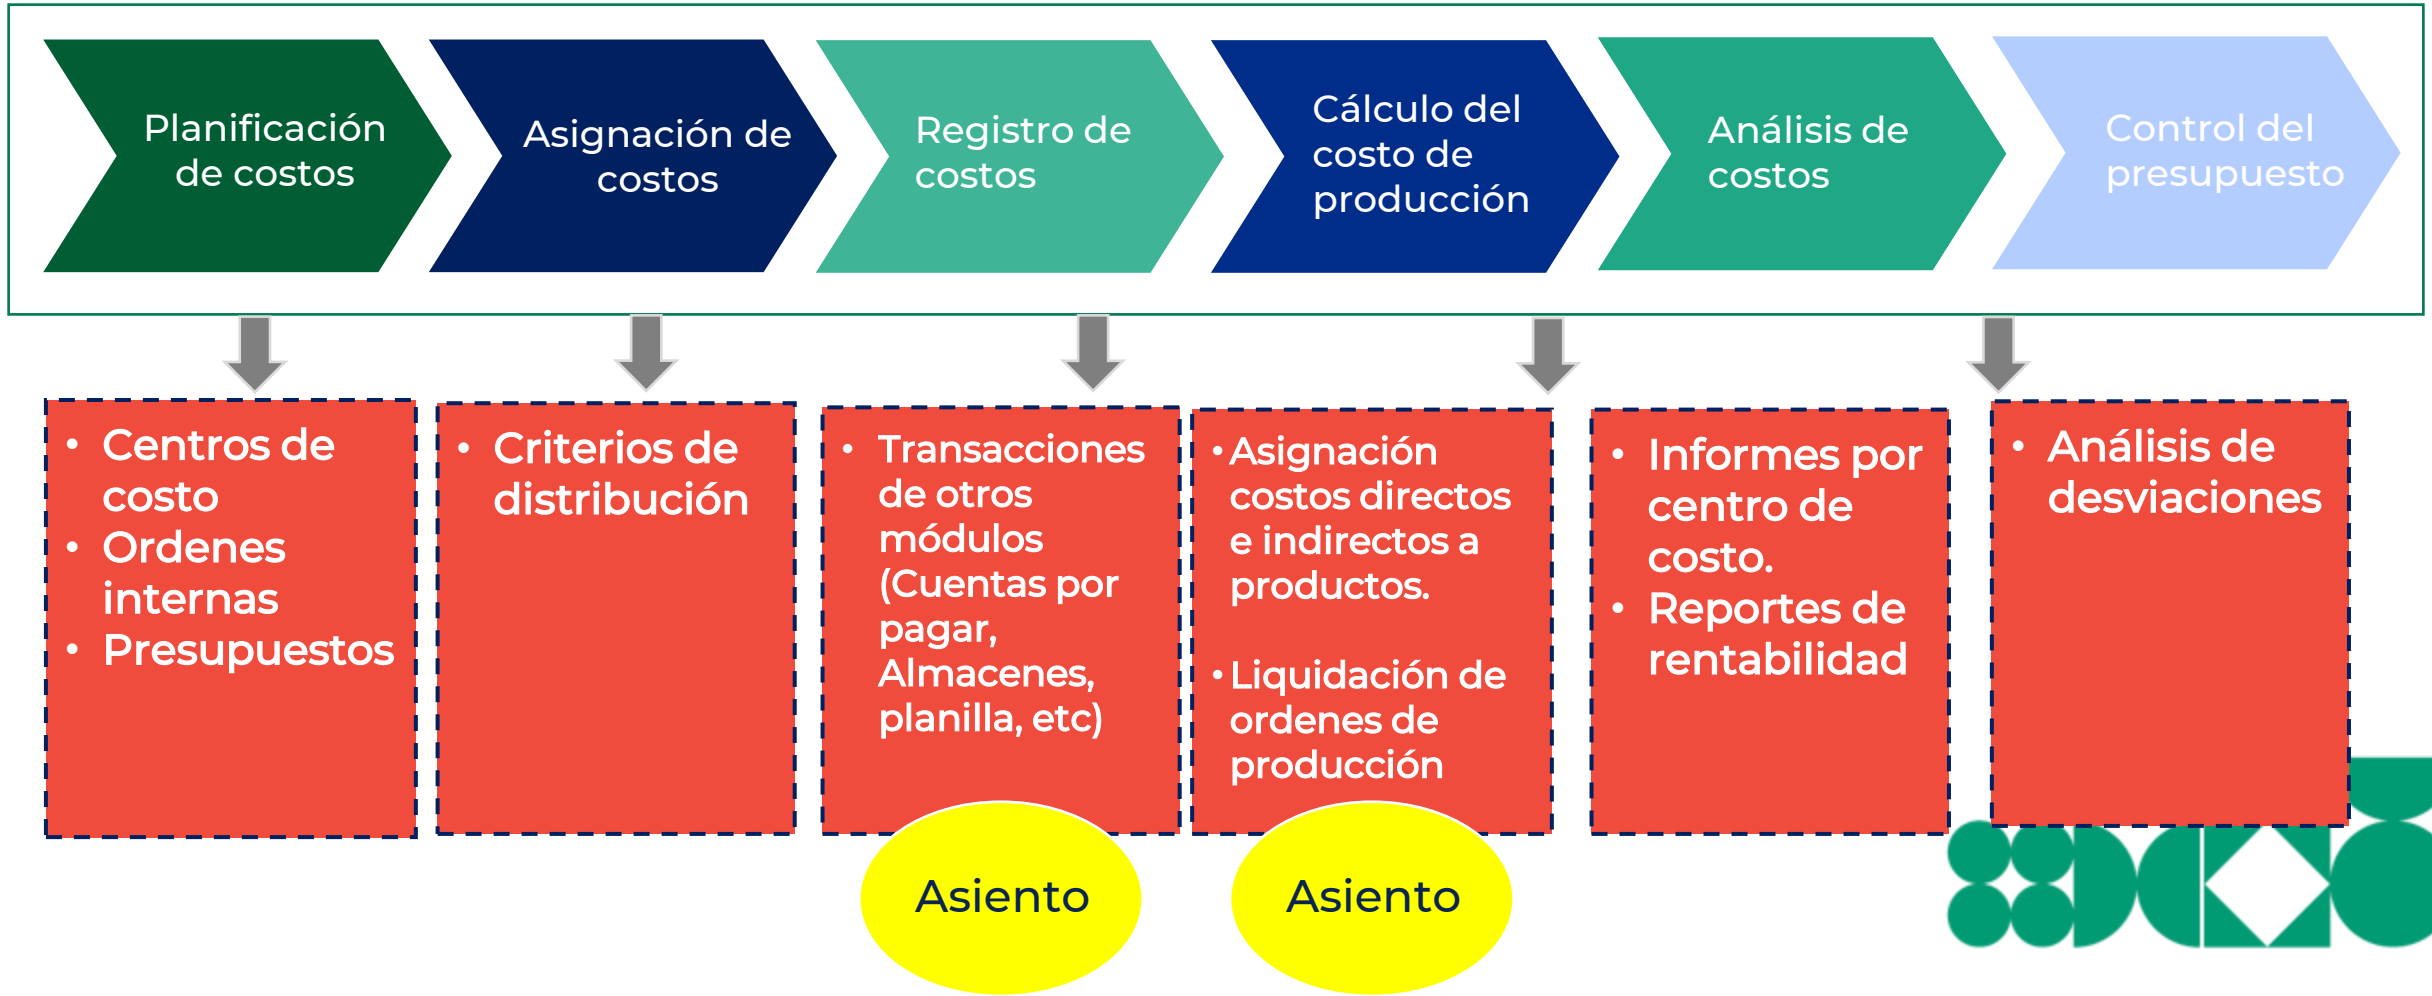 Planificación
de costos
Asignación de
costos
Registro de
costos
Cálculo del
costo de
producción
Análisis de
costos
Control del
presupuesto
• Centros de
costo
• Ordenes
internas
• Presupuestos
• Criterios de
distribución
• Transacciones
de otros
módulos
(Cuentas por
pagar,
Almacenes,
planilla, etc)
• Asignación
costos directos
e indirectos a
productos.
• Liquidación de
ordenes de
producción
• Informes por
centro de
costo.
• Reportes de
rentabilidad
• Análisis de
desviaciones
Asiento
Asiento